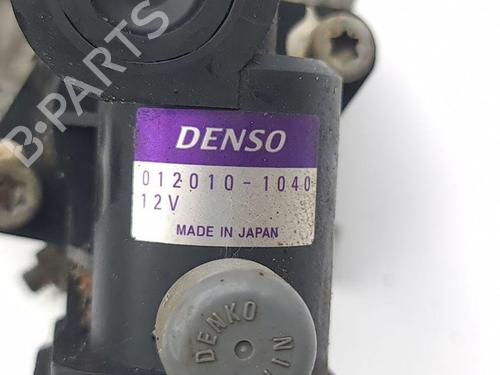 B-PARTS
DENSO
012010-1040
12V
MADE IN JAPAN
DENKO